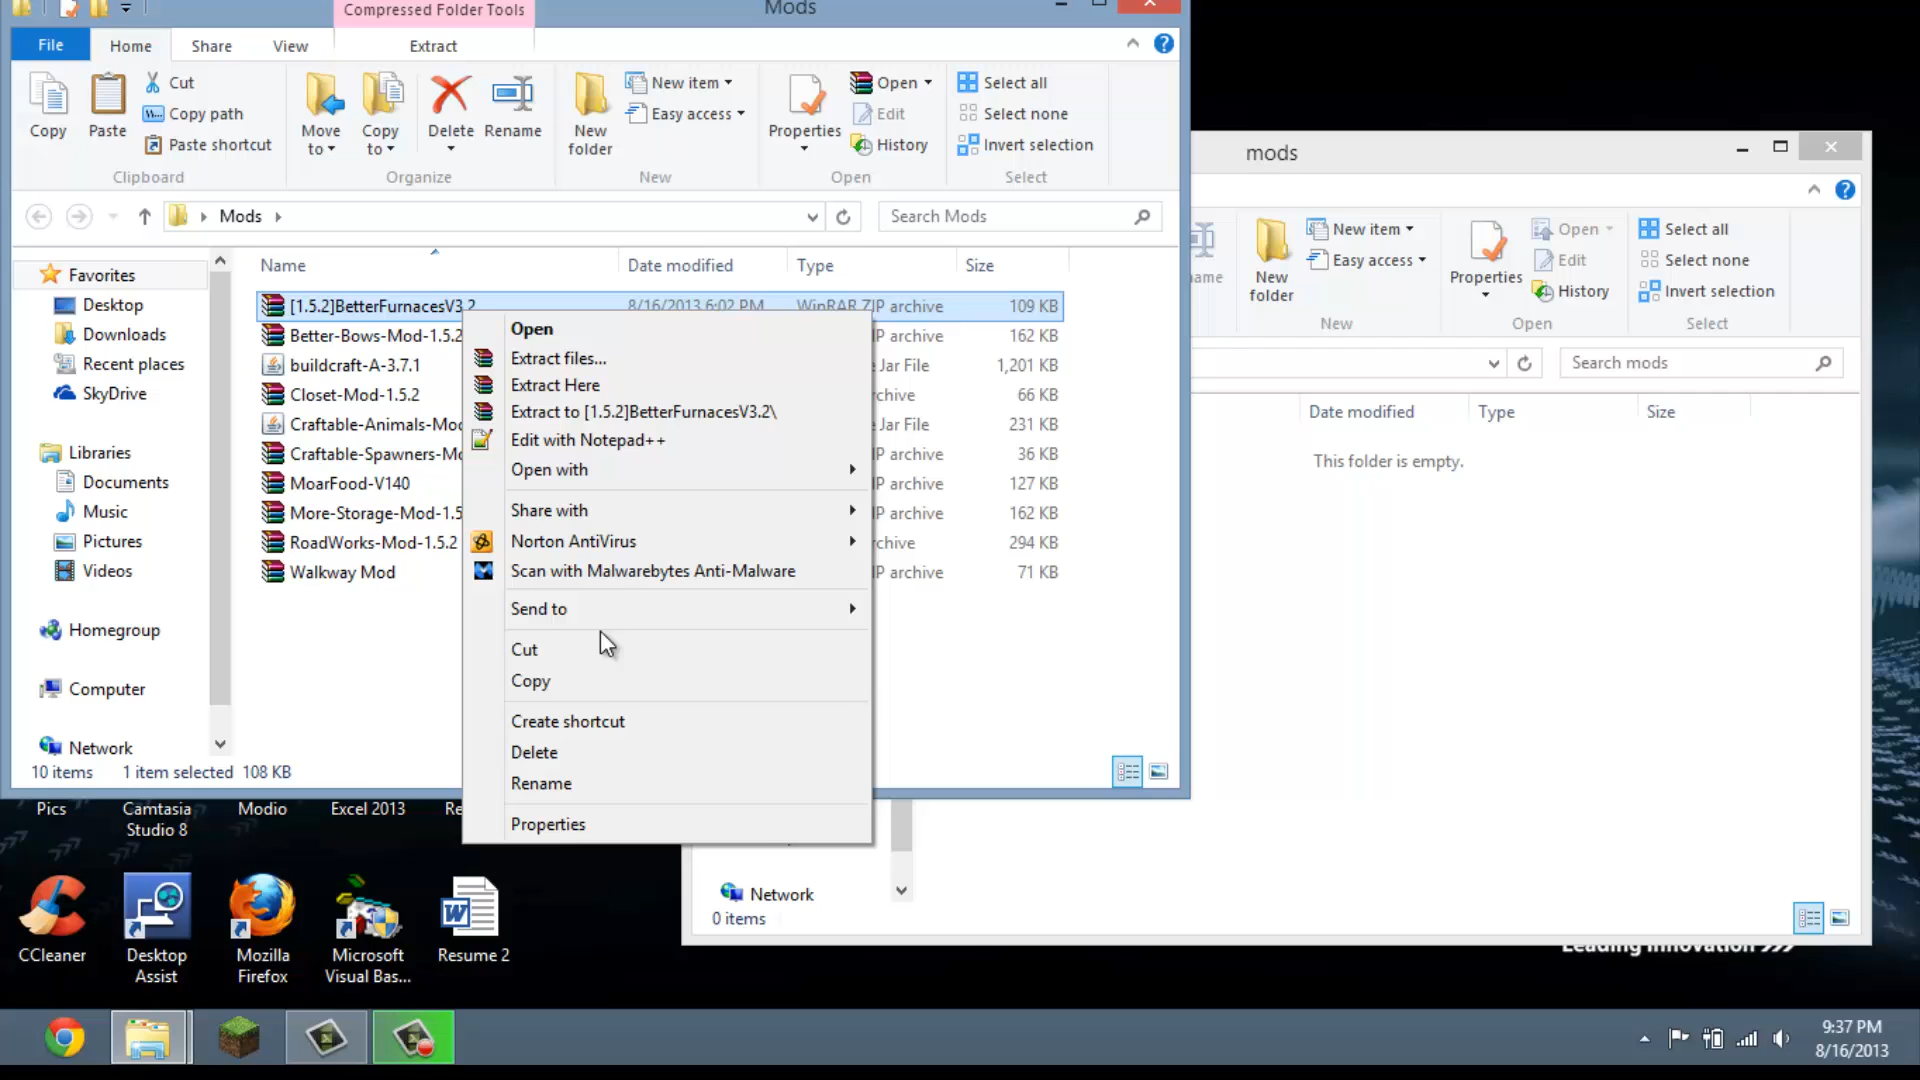 Compressed Folder Tools
Mods
File
Home
Share
View
Extract
Copy
Paste
Cut
Copy path
Paste shortcut
Clipboard
Move to
Copy to
Delete
Rename
Organize
New folder
New item
Easy access
New
Properties
Open
Edit
History
Open
Select all
Select none
Invert selection
Select
Mods
Search Mods
Name
Date modified
Type
Size
Favorites
Desktop
Downloads
Recent places
SkyDrive
Libraries
Documents
Music
Pictures
Videos
Homegroup
Computer
Network
[1.5.2]BetterFurnacesV3.2 8/16/2013 6:02 PM WinRAR ZIP archive 109 KB
Better-Bows-Mod-1.5.2 P archive 162 KB
buildcraft-A-3.7.1 Jar File 1,201 KB
Closet-Mod-1.5.2 66 KB
Craftable-Animals-Mo Jar File 231 KB
Craftable-Spawners-M P archive 36 KB
MoarFood-V140 P archive 127 KB
More-Storage-Mod-1.5 P archive 162 KB
RoadWorks-Mod-1.5.2 294 KB
Walkway Mod P archive 71 KB
10 items 1 item selected 108 KB
Open
Extract files...
Extract Here
Extract to [1.5.2]BetterFurnacesV3.2\
Edit with Notepad++
Open with
Share with
Norton AntiVirus
Scan with Malwarebytes Anti-Malware
Send to
Cut
Copy
Create shortcut
Delete
Rename
Properties
mods
New folder
New item
Easy access
New
Properties
Open
Edit
History
Open
Select all
Select none
Invert selection
Select
Search mods
Date modified
Type
Size
This folder is empty.
Network
0 items
Leading Innovation >>>
Pics
Camtasia Studio 8
Modio
Excel 2013
CCleaner
Desktop Assist
Mozilla Firefox
Microsoft Visual Bas...
Resume 2
9:37 PM
8/16/2013